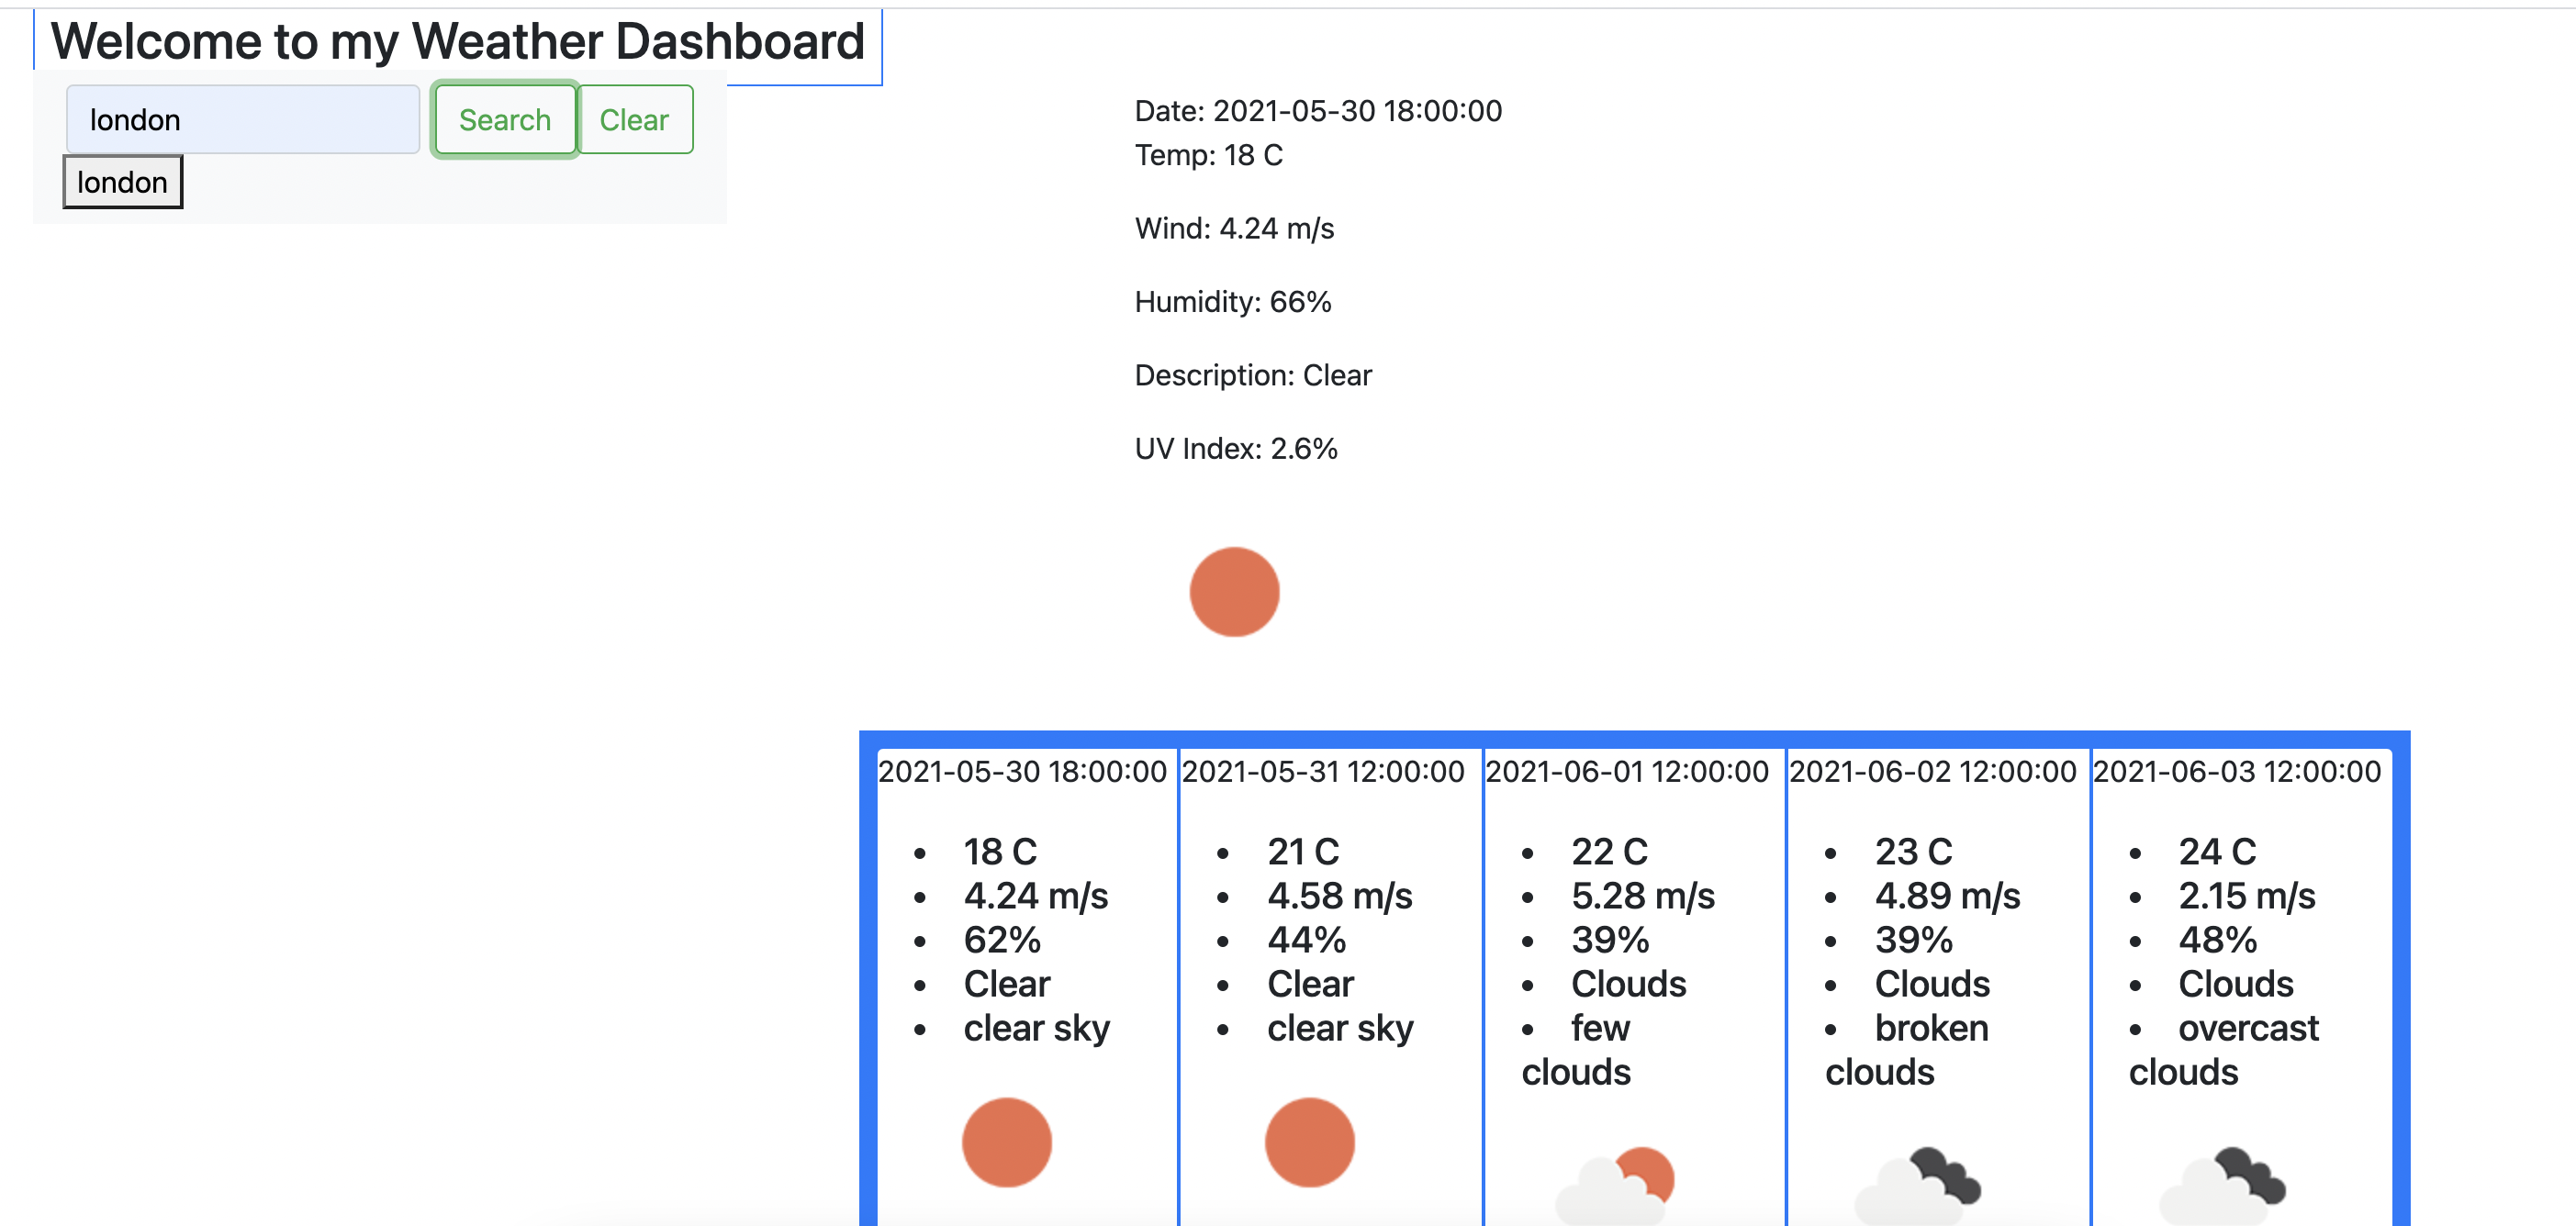 Welcome to my Weather Dashboard
london
Search
Clear
london
Date: 2021-05-30 18:00:00
Temp: 18 C
Wind: 4.24 m/s
Humidity: 66%
Description: Clear
UV Index: 2.6%
2021-05-30 18:00:00
• 18 C
• 4.24 m/s
• 62%
• Clear
• clear sky
2021-05-31 12:00:00
• 21 C
• 4.58 m/s
• 44%
• Clear
• clear sky
2021-06-01 12:00:00
• 22 C
• 5.28 m/s
• 39%
• Clouds
• few
clouds
2021-06-02 12:00:00
• 23 C
• 4.89 m/s
• 39%
• Clouds
• broken
clouds
2021-06-03 12:00:00
• 24 C
• 2.15 m/s
• 48%
• Clouds
• overcast
clouds